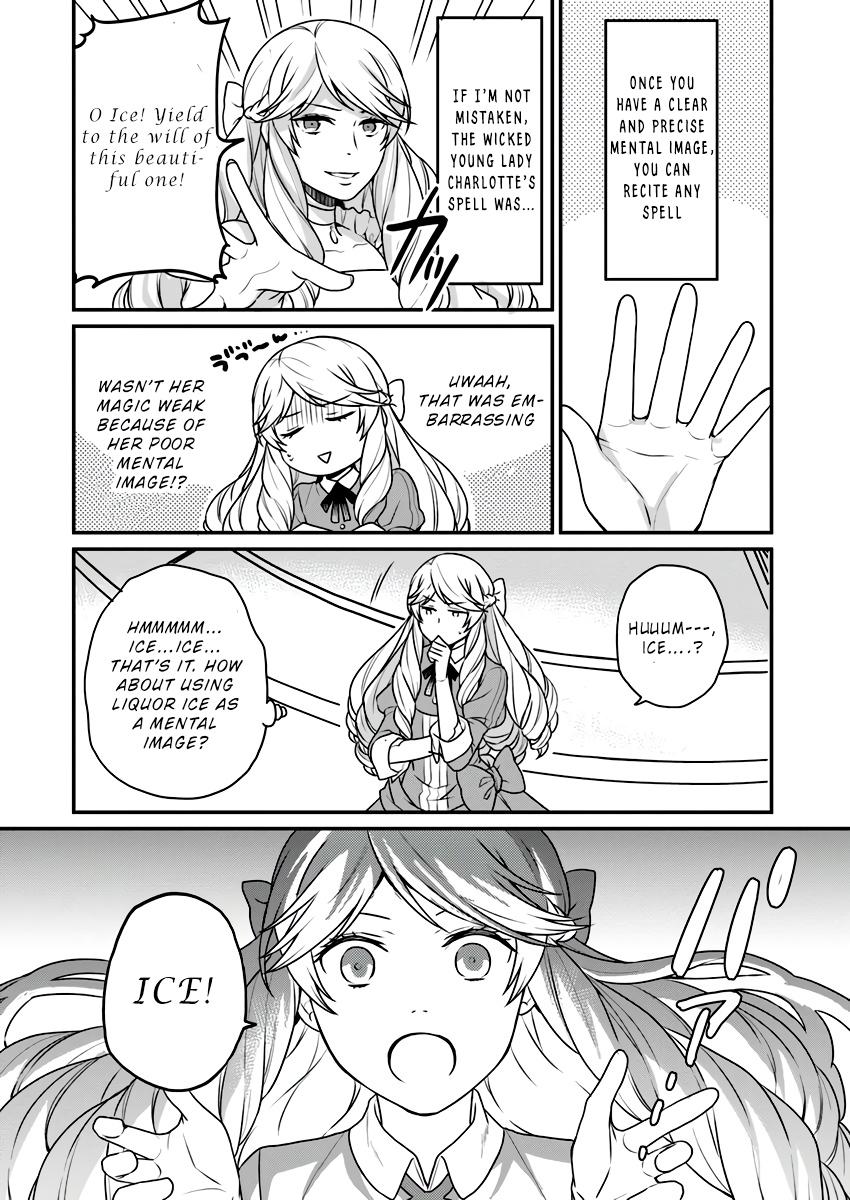 ONCE YOU
HAVE A CLEAR
AND PRECISE
MENTAL IMAGE,
YOU CAN
RECITE ANY
SPELL
IF I'M NOT
MISTAKEN,
THE WICKED
YOUNG LADY
CHARLOTTE'S
SPELL WAS...
O Ice! Yield
to the will of
this beauti-
ful one!
カッ
UWAAH,
THAT WAS EM-
BARRASSING
WASN'T HER
MAGIC WEAK
BECAUSE OF
HER POOR
MENTAL
IMAGE!?
HUUUM---,
ICE....?
HMMMMM...
ICE...ICE...
THAT'S IT. HOW
ABOUT USING
LIQUOR ICE AS
A MENTAL
IMAGE?
ICE!